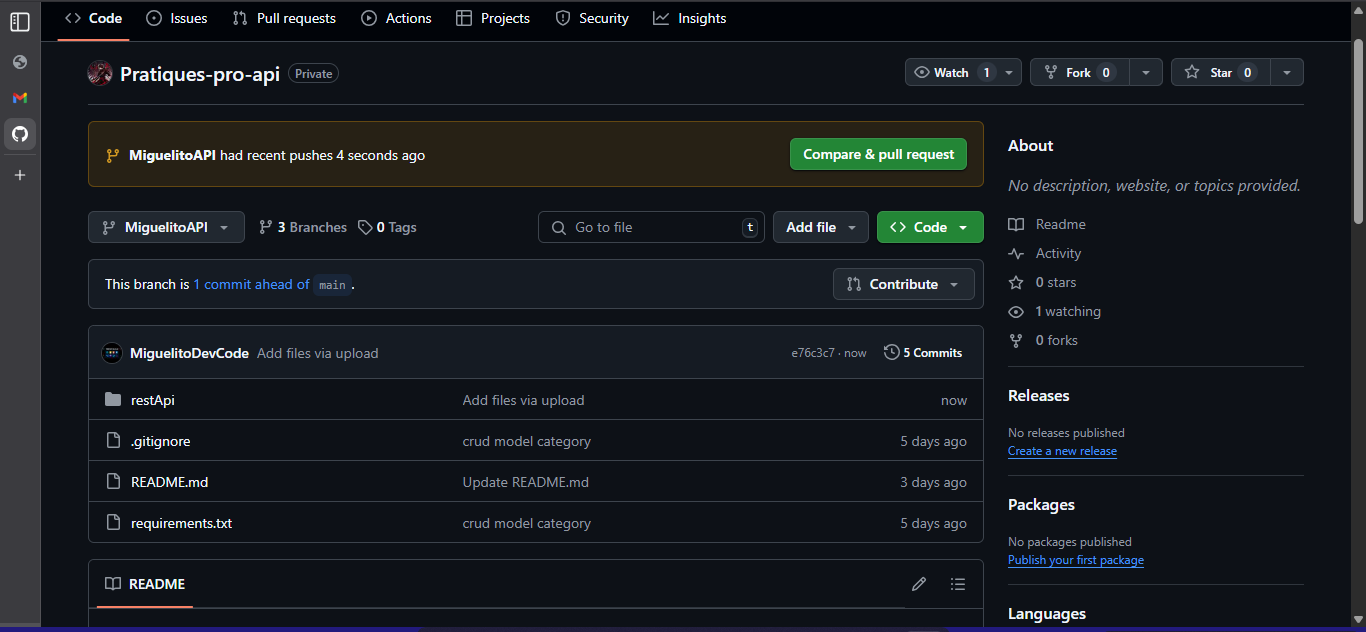 Code Issues Pull requests Actions Projects Security Insights
Pratiques-pro-api Private
Watch 1 Fork 0 Star 0
MiguelitoAPI had recent pushes 4 seconds ago
Compare & pull request
MiguelitoAPI 3 Branches 0 Tags Go to file t Add file Code
This branch is 1 commit ahead of main .
Contribute
MiguelitoDevCode Add files via upload e76c3c7 · now 5 Commits
restApi Add files via upload now
.gitignore crud model category 5 days ago
README.md Update README.md 3 days ago
requirements.txt crud model category 5 days ago
README
About
No description, website, or topics provided.
Readme
Activity
0 stars
1 watching
0 forks
Releases
No releases published
Create a new release
Packages
No packages published
Publish your first package
Languages